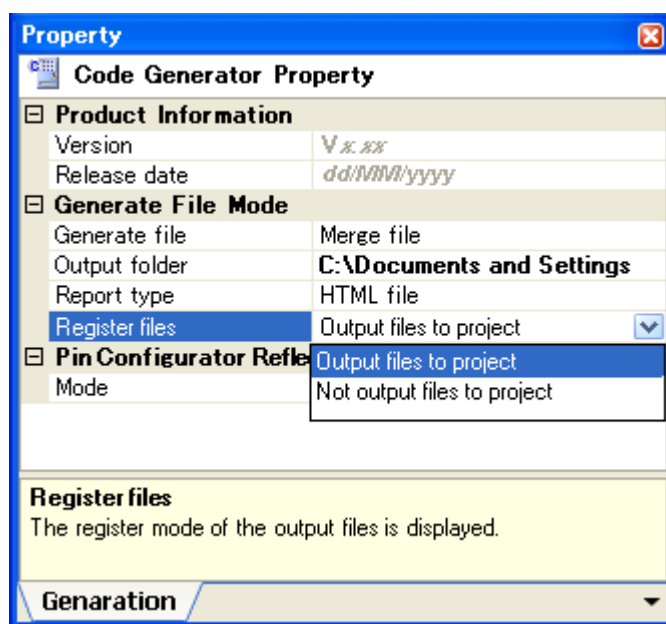 Property
Code Generator Property
Product Information
Version V x.xx
Release date dd/MM/yyyy
Generate File Mode
Generate file Merge file
Output folder C:\Documents and Settings
Report type HTML file
Register files Output files to project
Pin Configurator Refle Output files to project
Mode Not output files to project
Register files
The register mode of the output files is displayed.
Genaration